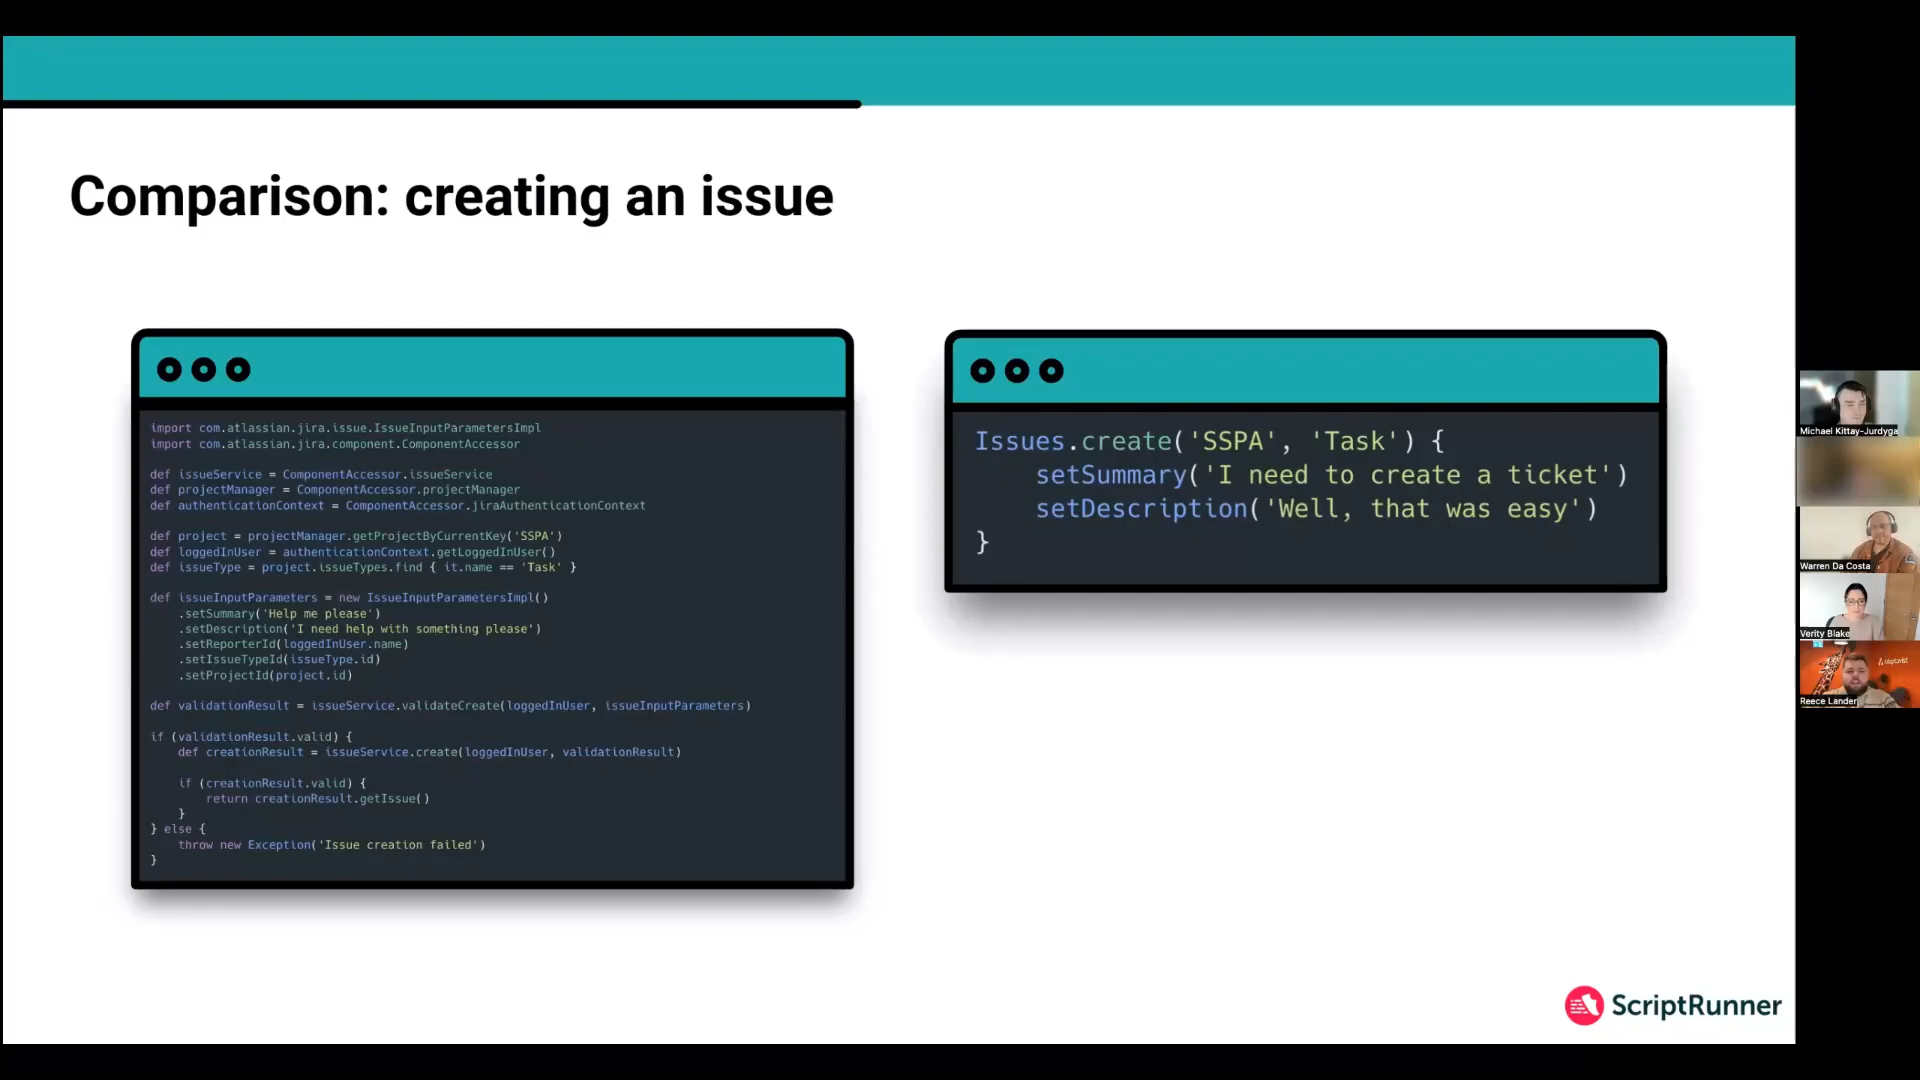 Comparison: creating an issue
import com.atlassian.jira.issue.IssueInputParametersImpl
import com.atlassian.jira.component.ComponentAccessor
def issueService = ComponentAccessor.issueService
def projectManager = ComponentAccessor.projectManager
def authenticationContext = ComponentAccessor.jiraAuthenticationContext
def project = projectManager.getProjectByCurrentKey('SSPA')
def loggedInUser = authenticationContext.getLoggedInUser()
def issueType = project.issueTypes.find { it.name == 'Task' }
def issueInputParameters = new IssueInputParametersImpl()
    .setSummary('Help me please')
    .setDescription('I need help with something please')
    .setReporterId(loggedInUser.name)
    .setIssueTypeId(issueType.id)
    .setProjectId(project.id)
def validationResult = issueService.validateCreate(loggedInUser, issueInputParameters)
if (validationResult.valid) {
    def creationResult = issueService.create(loggedInUser, validationResult)
    if (creationResult.valid) {
        return creationResult.getIssue()
    }
} else {
    throw new Exception('Issue creation failed')
}
Issues.create('SSPA', 'Task') {
    setSummary('I need to create a ticket')
    setDescription('Well, that was easy')
}
ScriptRunner
Michael Kittay-Jurdyga
Warren Da Costa
Verity Blake
Adaptavist
Reece Lander